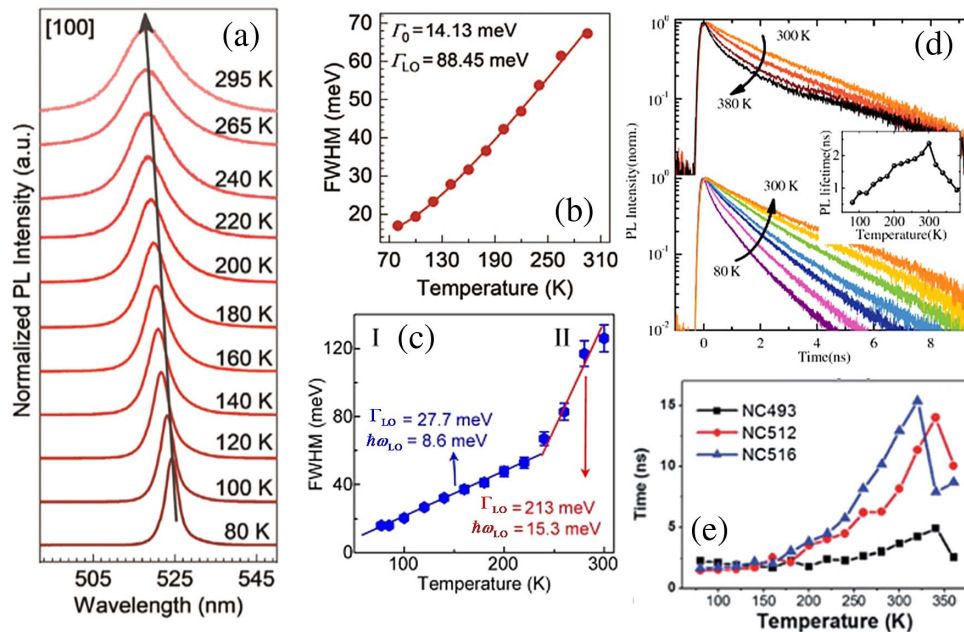 [100]
(a)
295 K
265 K
240 K
220 K
200 K
180 K
160 K
140 K
120 K
100 K
80 K
Normalized PL Intensity (a.u.)
505 525 545
Wavelength (nm)
(b)
Γ0 = 14.13 meV
ΓLO = 88.45 meV
FWHM (meV)
70
60
50
40
30
20
70 130 190 250 310
Temperature (K)
I (c) II
ΓLO = 27.7 meV
ħωLO = 8.6 meV
ΓLO = 213 meV
ħωLO = 15.3 meV
FWHM (meV)
120
80
40
0
100 200 300
Temperature (K)
(d)
300 K
380 K
PL Intensity(norm.)
10^0
10^-1
10^0
10^-1
10^-2
300 K
80 K
PL lifetime(ns)
2
1
100 200 300
Temperature(K)
0 2 4 6 8
Time(ns)
(e)
NC493
NC512
NC516
Time (ns)
15
10
5
0
100 150 200 250 300 350
Temperature (K)